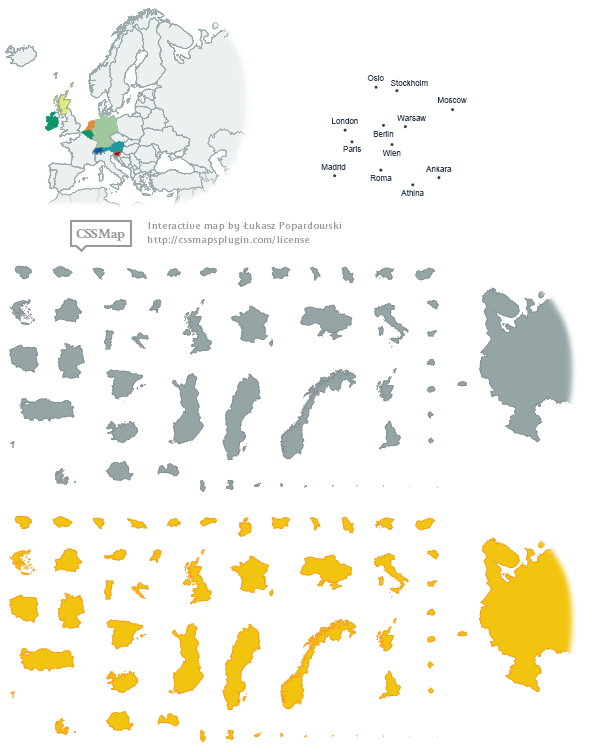 Oslo
Stockholm
Moscow
London
Warsaw
Berlin
Paris
Wien
Madrid
Roma
Ankara
Athina
CSSMap
Interactive map by Łukasz Popardowski
http://cssmapsplugin.com/license